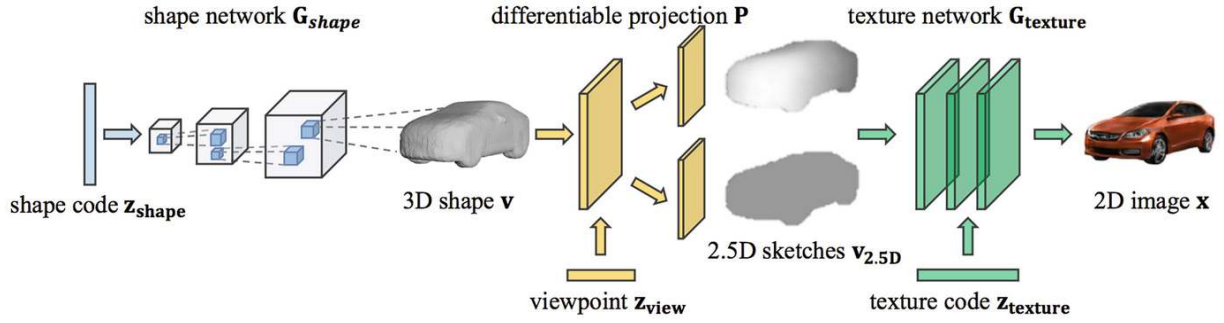 shape network G_shape
differentiable projection P
texture network G_texture
shape code z_shape
3D shape v
2.5D sketches v_2.5D
2D image x
viewpoint z_view
texture code z_texture